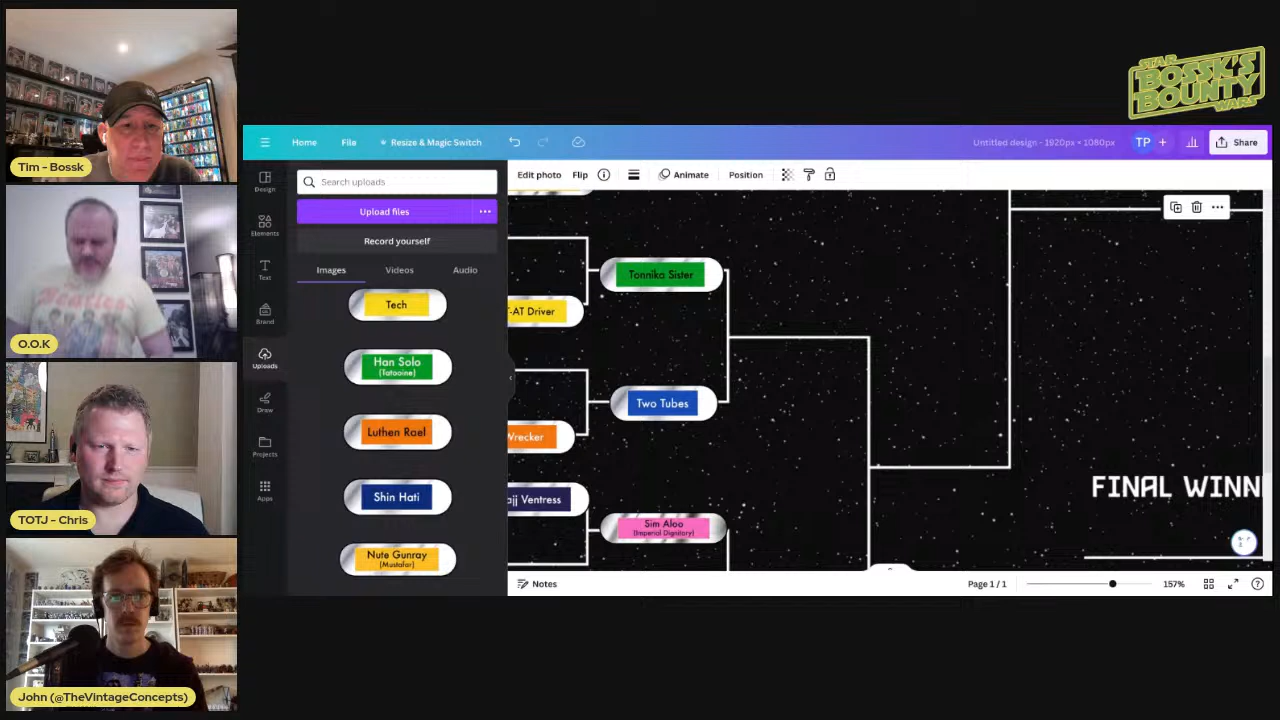 STAR
BOSSK'S
BOUNTY
WARS
Tim - Bossk
O.O.K
TOTJ - Chris
John (@TheVintageConcepts)
Home
File
Resize & Magic Switch
Untitled design - 1920px × 1080px
TP
+
Share
Design
Elements
Text
Brand
Uploads
Draw
Projects
Apps
Search uploads
Upload files
Record yourself
Images
Videos
Audio
Tech
Han Solo
(Tatooine)
Luthen Rael
Shin Hati
Nute Gunray
(Mustafar)
Edit photo
Flip
Animate
Position
Tonnika Sister
T-AT Driver
Two Tubes
Wrecker
ajj Ventress
Sim Aloo
(Imperial Dignitary)
FINAL WINN
Notes
Page 1 / 1
157%